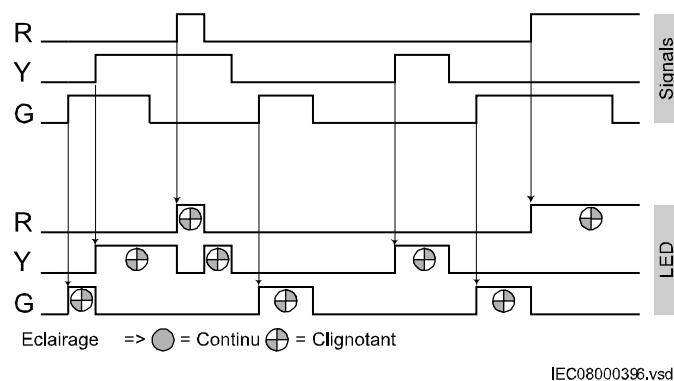 R
Y
G
Signals
R
Y
G
LED
Eclairage => = Continu = Clignotant
IEC08000396.vsd